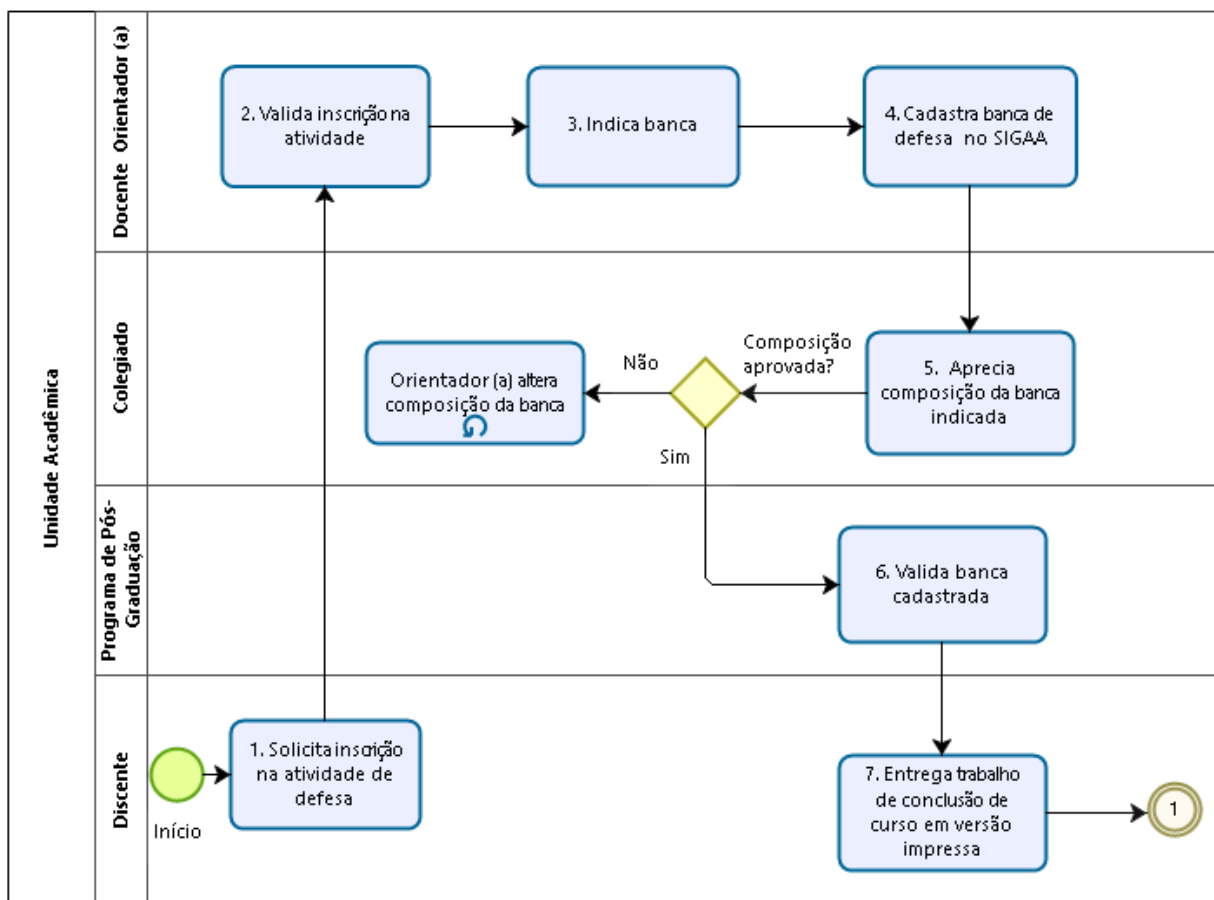 Unidade Acadêmica
Docente Orientador (a)
2. Valida inscrição na
atividade
3. Indica banca
4. Cadastra banca de
defesa no SIGAA
Colegiado
Orientador (a) altera
composição da banca
Não
Composição
aprovada?
Sim
5. Aprecia
composição da banca
indicada
Programa de Pós-
Graduação
6. Valida banca
cadastrada
Discente
Início
1. Solicita inscrição
na atividade de
defesa
7. Entrega trabalho
de conclusão de
curso em versão
impressa
1